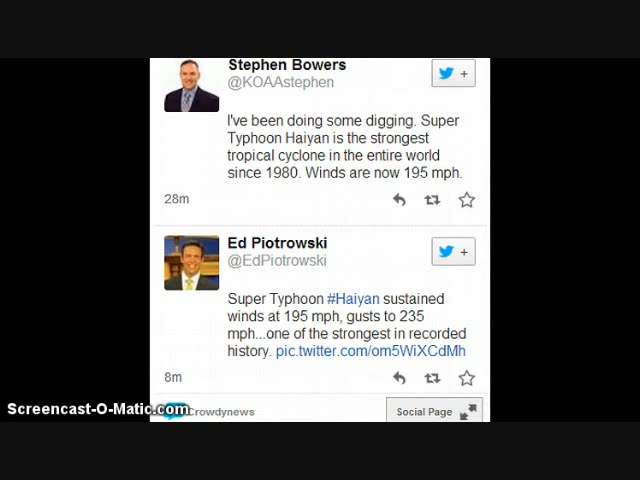 Stephen Bowers
@KOAAstephen
I've been doing some digging. Super
Typhoon Haiyan is the strongest
tropical cyclone in the entire world
since 1980. Winds are now 195 mph.
28m
Ed Piotrowski
@EdPiotrowski
Super Typhoon #Haiyan sustained
winds at 195 mph, gusts to 235
mph...one of the strongest in recorded
history. pic.twitter.com/om5WiXCdMh
8m
Screencast-O-Matic.com
Crowdynews
Social Page